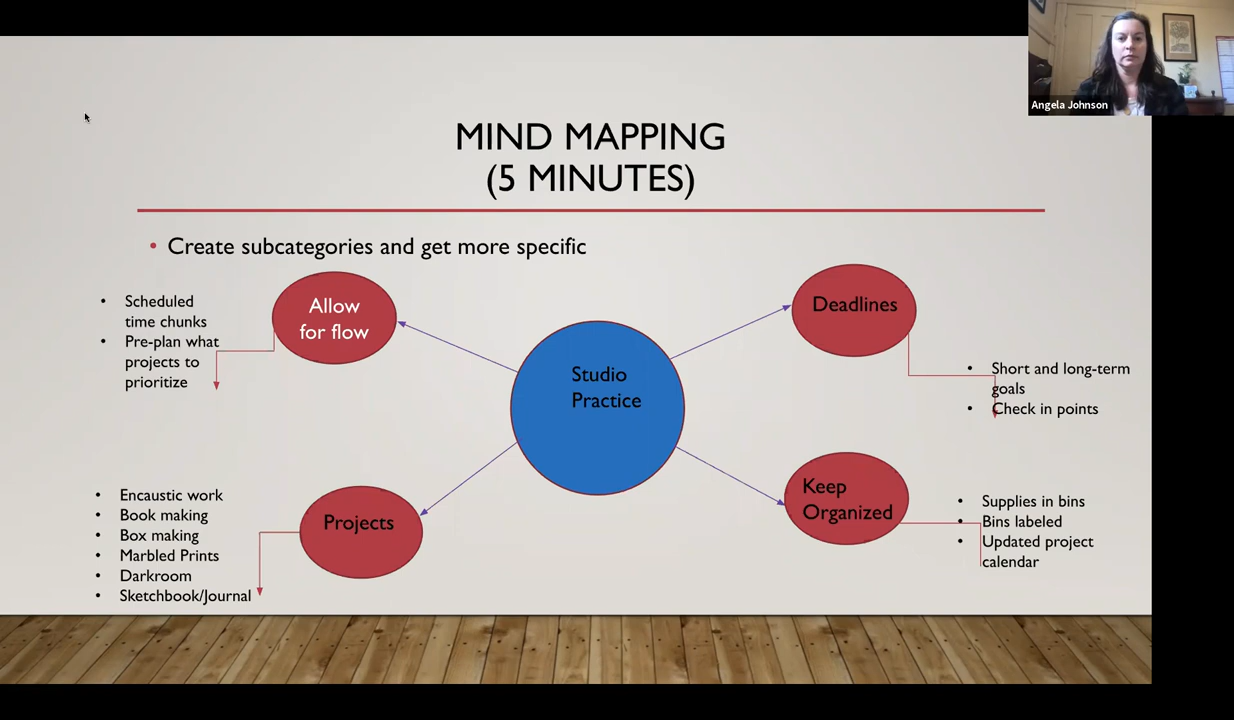 Angela Johnson
MIND MAPPING
(5 MINUTES)
• Create subcategories and get more specific
• Scheduled
time chunks
• Pre-plan what
projects to
prioritize
Allow
for flow
Deadlines
• Short and long-term
goals
• Check in points
Studio
Practice
• Encaustic work
• Book making
• Box making
• Marbled Prints
• Darkroom
• Sketchbook/Journal
Projects
Keep
Organized
• Supplies in bins
• Bins labeled
• Updated project
calendar